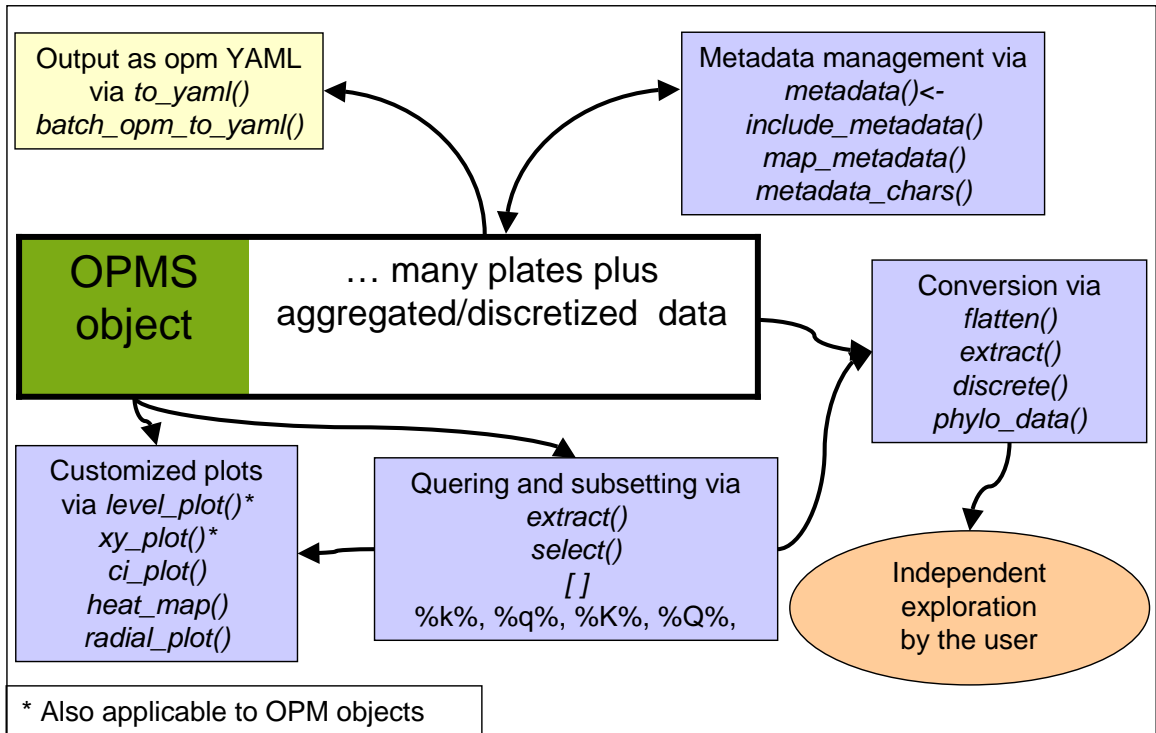 Output as opm YAML
via to_yaml()
batch_opm_to_yaml()
Metadata management via
metadata()<-
include_metadata()
map_metadata()
metadata_chars()
OPMS
object
… many plates plus
aggregated/discretized data
Conversion via
flatten()
extract()
discrete()
phylo_data()
Customized plots
via level_plot()*
xy_plot()*
ci_plot()
heat_map()
radial_plot()
Quering and subsetting via
extract()
select()
[ ]
%k%, %q%, %K%, %Q%,
Independent
exploration
by the user
* Also applicable to OPM objects